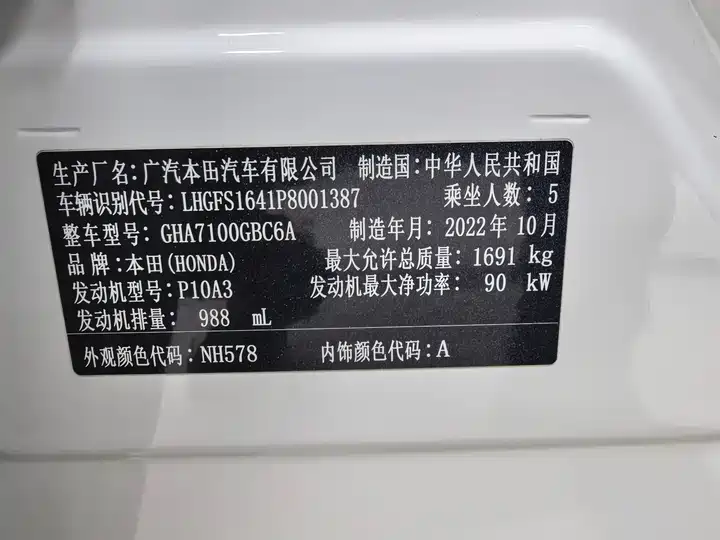 生产厂名:广汽本田汽车有限公司 制造国:中华人民共和国
车辆识别代号:LHGFS1641P8001387 乘坐人数:5
整车型号:GHA7100GBC6A 制造年月:2022年10月
品牌:本田(HONDA) 最大允许总质量:1691 kg
发动机型号:P10A3 发动机最大净功率:90 kW
发动机排量: 988 mL
外观颜色代码:NH578 内饰颜色代码:A